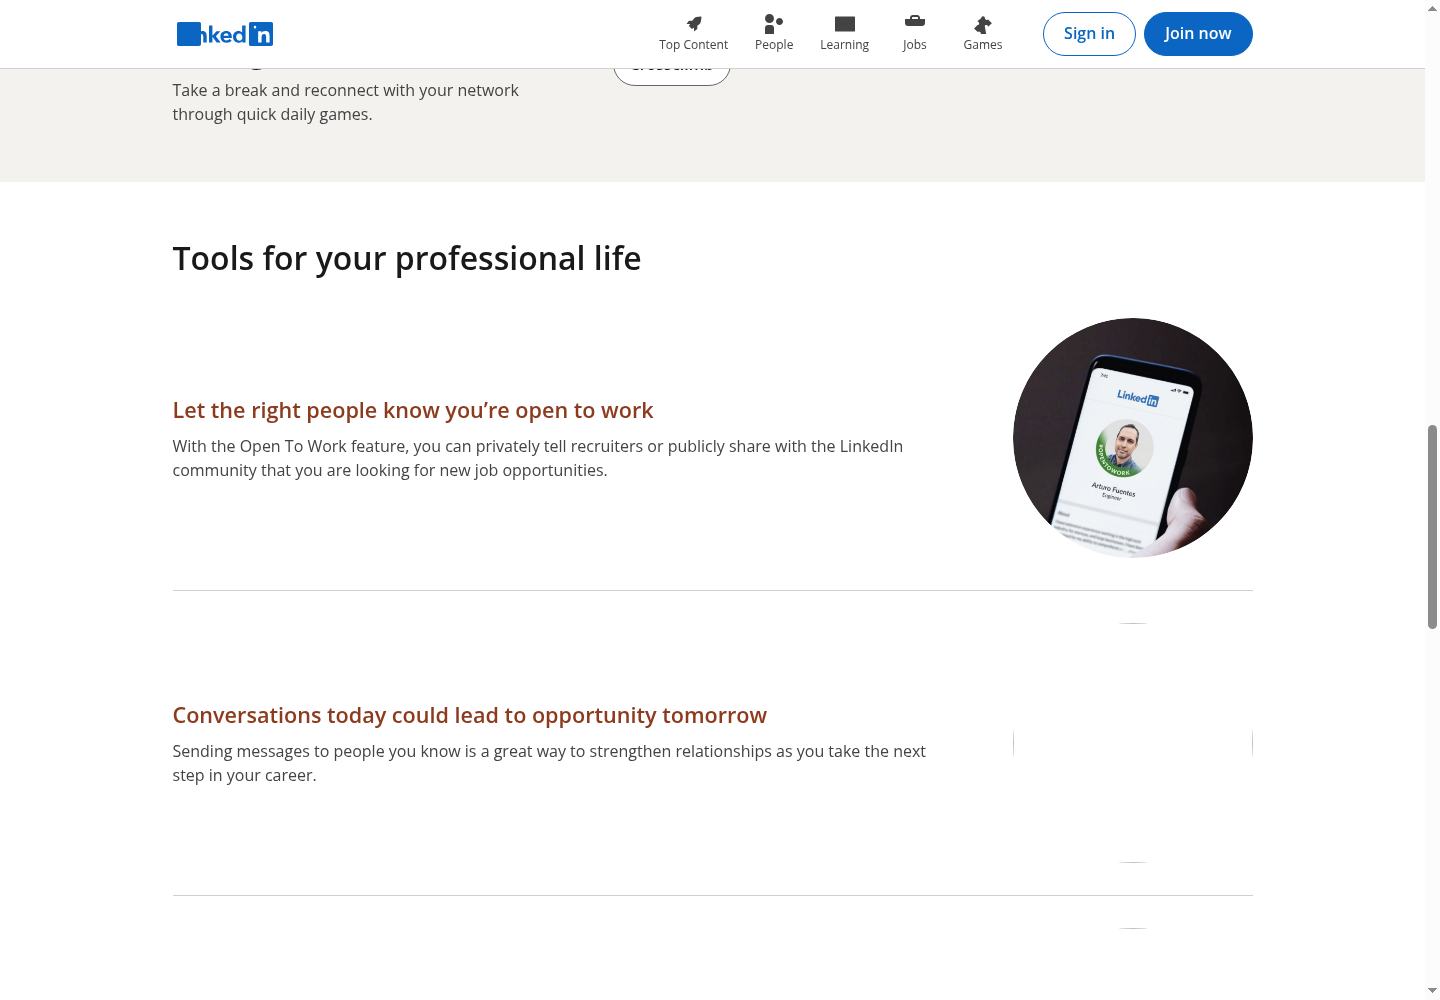 Linkedin
Top Content
People
Learning
Jobs
Games
Sign in
Join now
Take a break and reconnect with your network
through quick daily games.
Tools for your professional life
Let the right people know you’re open to work
With the Open To Work feature, you can privately tell recruiters or publicly share with the LinkedIn
community that you are looking for new job opportunities.
LinkedIn
#OPENTOWORK
Arturo Fuentes
Engineer
About
Conversations today could lead to opportunity tomorrow
Sending messages to people you know is a great way to strengthen relationships as you take the next
step in your career.